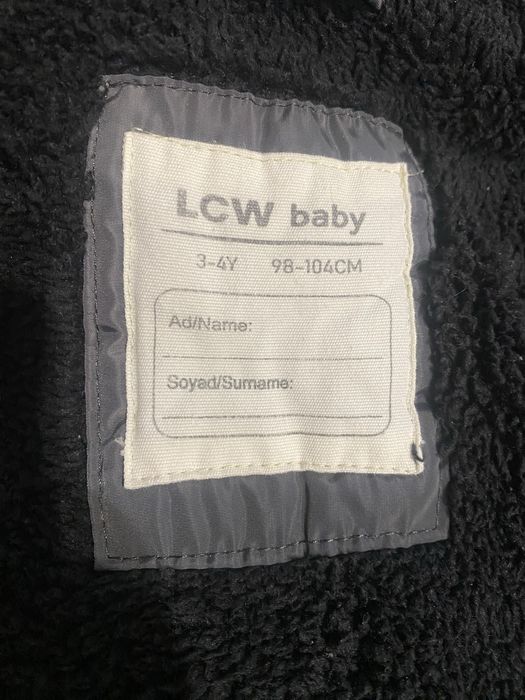 LCW baby
3-4Y 98-104CM
Ad/Name:
Soyad/Surname: